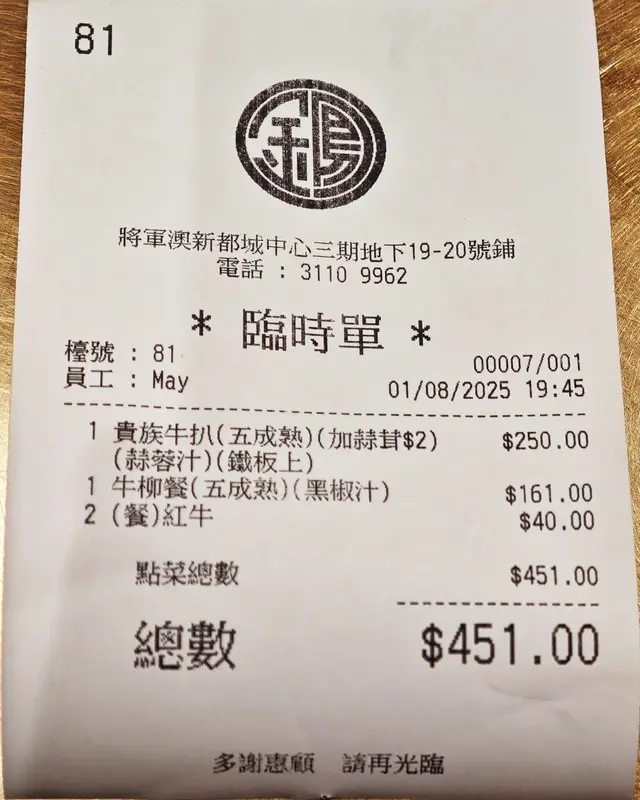 81
將軍澳新都城中心三期地下19-20號鋪
電話 : 3110 9962
* 臨時單 *
檯號 : 81
00007/001
員工 : May
01/08/2025 19:45
1 貴族牛扒(五成熟)(加蒜茸$2) $250.00
(蒜蓉汁)(鐵板上)
1 牛柳餐(五成熟)(黑椒汁) $161.00
2 (餐)紅牛 $40.00
點菜總數 $451.00
總數 $451.00
多謝惠顧 請再光臨